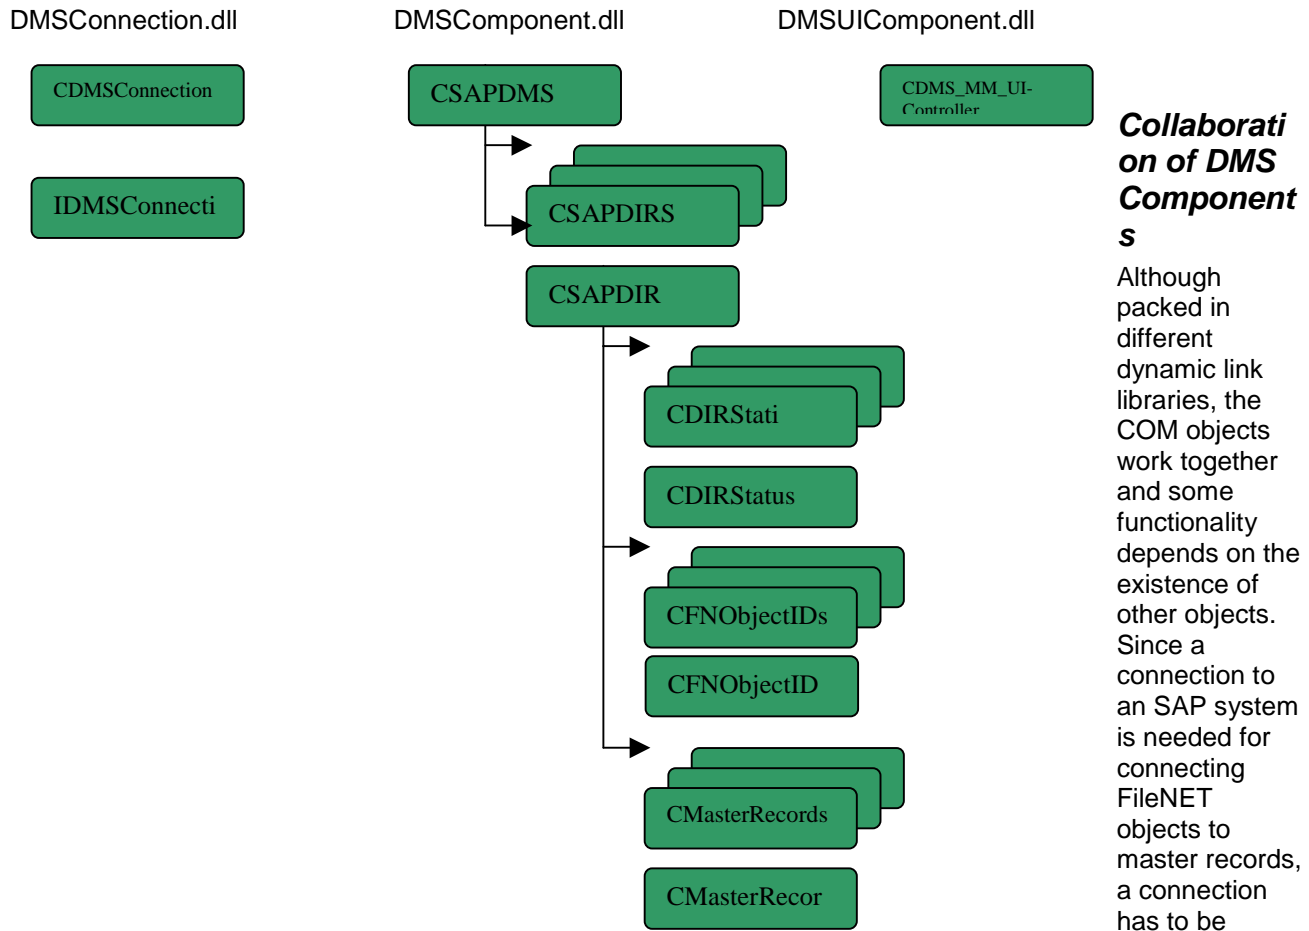 DMSConnection.dll
DMSComponent.dll
DMSUIComponent.dll
CDMSConnection
IDMSConnecti
CSAPDMS
CSAPDIRS
CSAPDIR
CDIRStati
CDIRStatus
CFNObjectIDs
CFNObjectID
CMasterRecords
CMasterRecor
CDMS_MM_UI-
Controller
Collaborati
on of DMS
Component
s
Although
packed in
different
dynamic link
libraries, the
COM objects
work together
and some
functionality
depends on the
existence of
other objects.
Since a
connection to
an SAP system
is needed for
connecting
FileNET
objects to
master records,
a connection
has to be